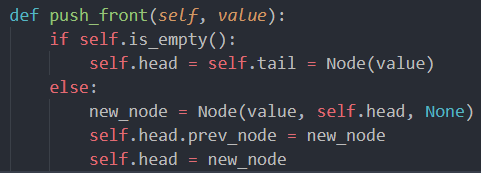 def push_front(self, value):
    if self.is_empty():
        self.head = self.tail = Node(value)
    else:
        new_node = Node(value, self.head, None)
        self.head.prev_node = new_node
        self.head = new_node